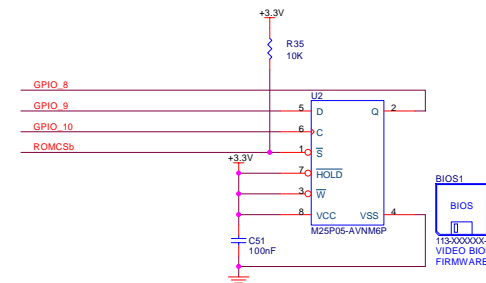 +3.3V
R35
10K
GPIO_8
U2
GPIO_9
5 D Q 2
GPIO_10
6 C
ROMCSb
1 S
+3.3V
7 HOLD
BIOS1
3 W
BIOS
8 VCC VSS 4
M25P05-AVNM6P
C51
100nF
113-XXXXXX-
VIDEO BIO
FIRMWARE